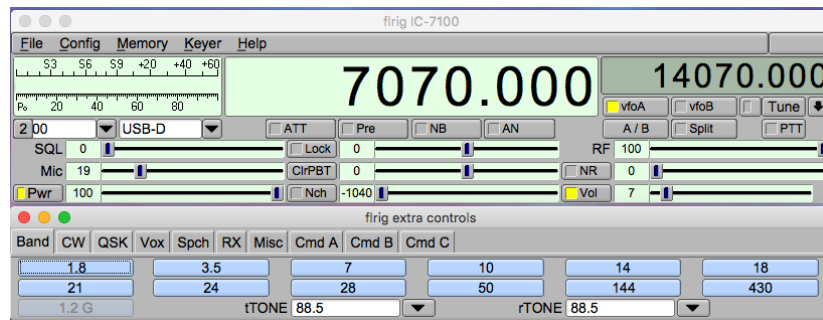 flrig IC-7100
File Config Memory Keyer Help
S3 S6 S9 +20 +40 +60
7070.000
14070.000
Po 20 40 60 80
vfoA vfoB Tune
2 00 USB-D ATT Pre NB AN A / B Split PTT
SQL 0 Lock 0 RF 100
Mic 19 ClrPBT 0 NR 0
Pwr 100 Nch -1040 Vol 7
flrig extra controls
Band CW QSK Vox Spch RX Misc Cmd A Cmd B Cmd C
1.8 3.5 7 10 14 18
21 24 28 50 144 430
1.2 G tTONE 88.5 rTONE 88.5